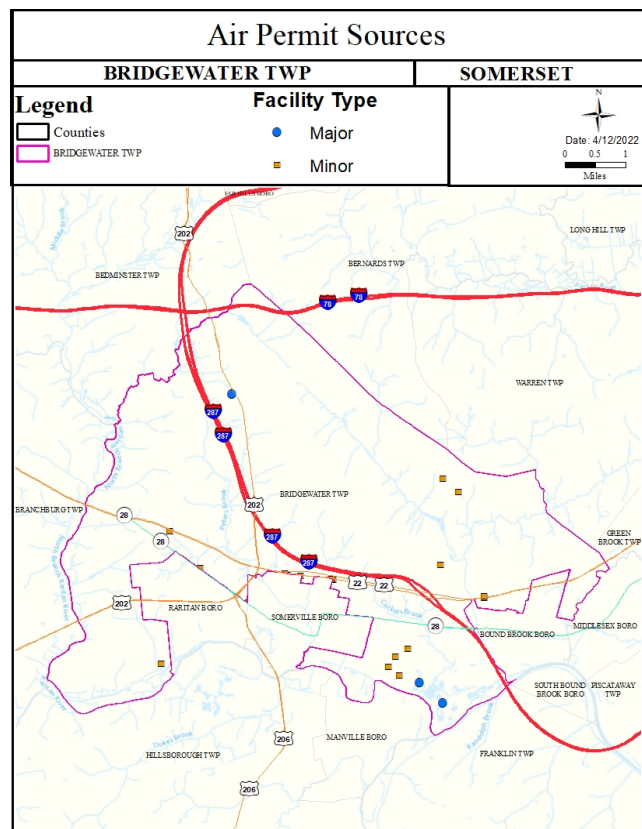 Air Permit Sources
BRIDGEWATER TWP
SOMERSET
Legend
Counties
BRIDGEWATER TWP
Facility Type
Major
Minor
N
Date: 4/12/2022
0 0.5 1
Miles
202
LONG HILL TWP
BERNARDS TWP
BEDMINSTER TWP
78
78
WARREN TWP
287
287
202
BRIDGEWATER TWP
BRANCHBURG TWP
28
28
287
287
GREEN
BROOK TWP
22
22
202
RARITAN BORO
SOMERVILLE BORO
28
MIDDLESEX BORO
BOUND BROOK BORO
SOUTH BOUND
BROOK BORO
PISCATAWAY
TWP
206
MANVILLE BORO
Dukes Brook
HILLSBOROUGH TWP
FRANKLIN TWP
206